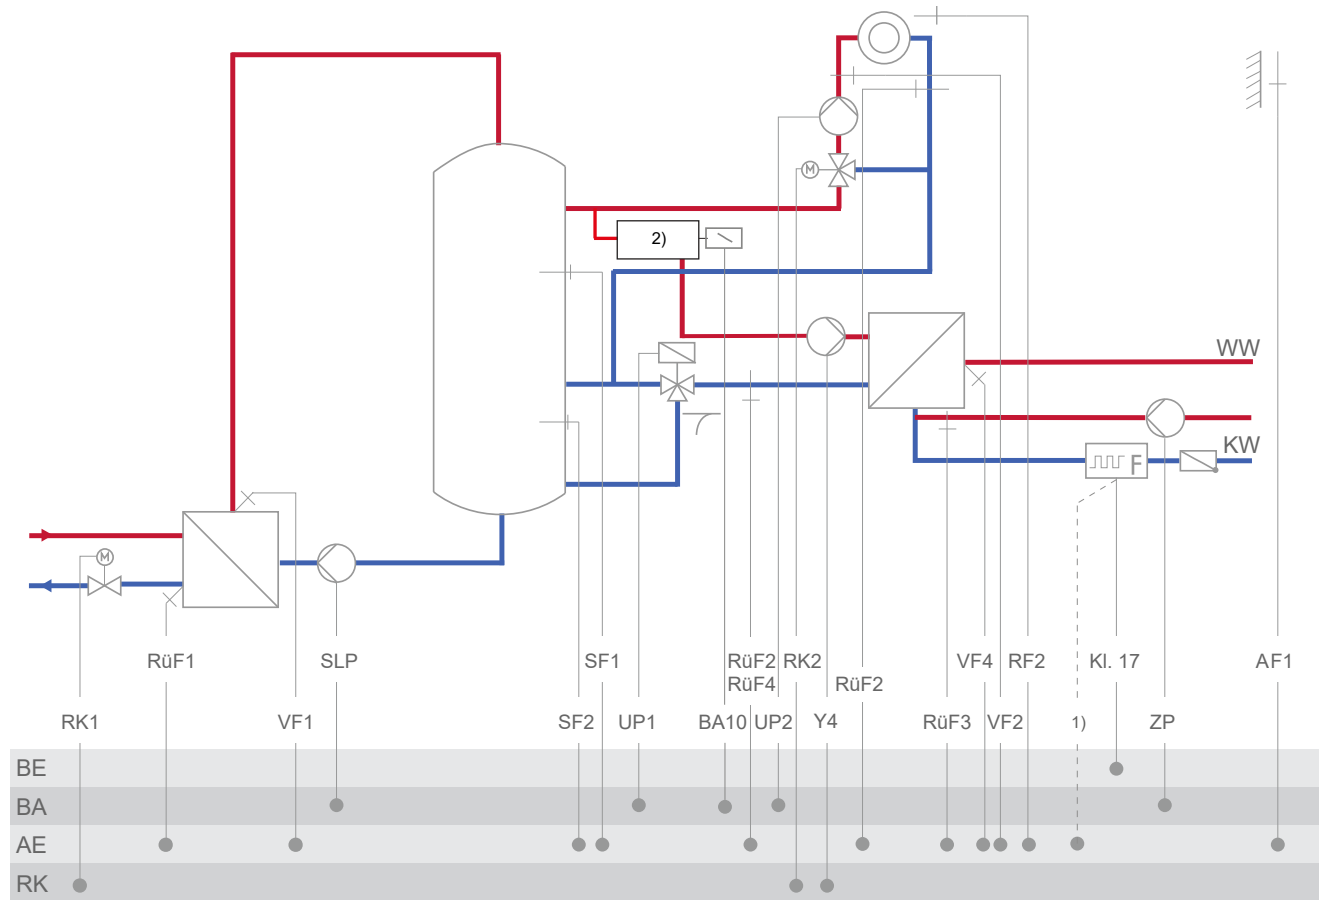 M
2)
WW
KW
F
M
RüF1
SLP
SF1
RüF2
RK2
VF4
RF2
Kl. 17
AF1
RüF4
RüF2
RK1
VF1
SF2
UP1
BA10
UP2
Y4
RüF3
VF2
1)
ZP
BE
BA
AE
RK